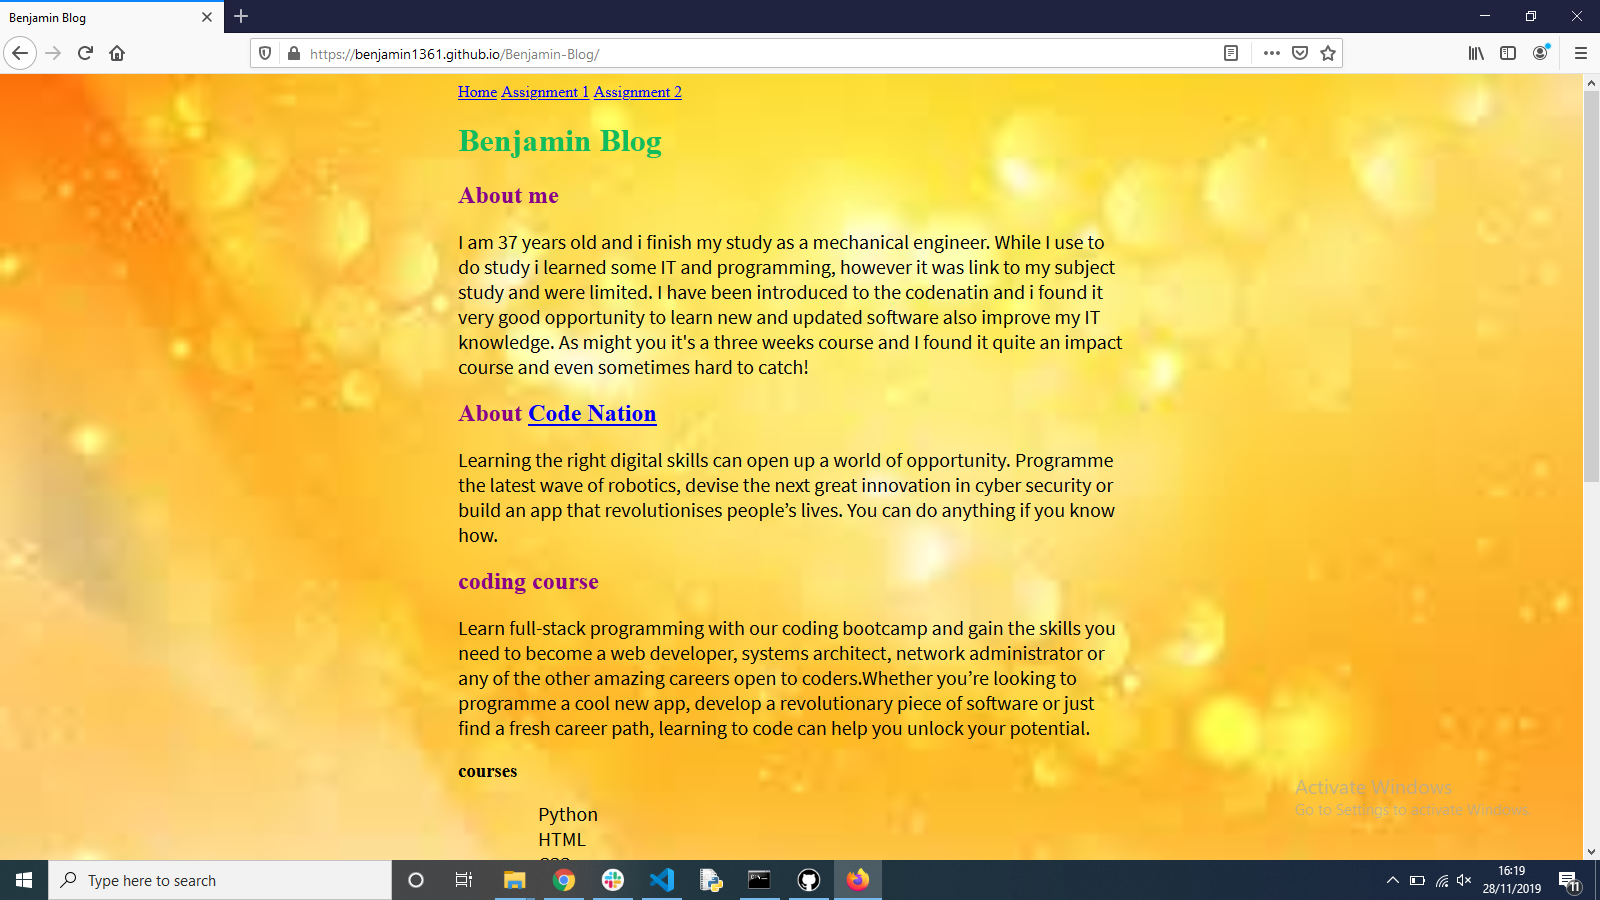 Benjamin Blog
https://benjamin1361.github.io/Benjamin-Blog/
Home Assignment 1 Assignment 2
Benjamin Blog
About me
I am 37 years old and i finish my study as a mechanical engineer. While I use to
do study i learned some IT and programming, however it was link to my subject
study and were limited. I have been introduced to the codenatin and i found it
very good opportunity to learn new and updated software also improve my IT
knowledge. As might you it's a three weeks course and I found it quite an impact
course and even sometimes hard to catch!
About Code Nation
Learning the right digital skills can open up a world of opportunity. Programme
the latest wave of robotics, devise the next great innovation in cyber security or
build an app that revolutionises people’s lives. You can do anything if you know
how.
coding course
Learn full-stack programming with our coding bootcamp and gain the skills you
need to become a web developer, systems architect, network administrator or
any of the other amazing careers open to coders.Whether you’re looking to
programme a cool new app, develop a revolutionary piece of software or just
find a fresh career path, learning to code can help you unlock your potential.
courses
Python
HTML
Activate Windows
Go to Settings to activate Windows.
Type here to search
16:19
28/11/2019
11